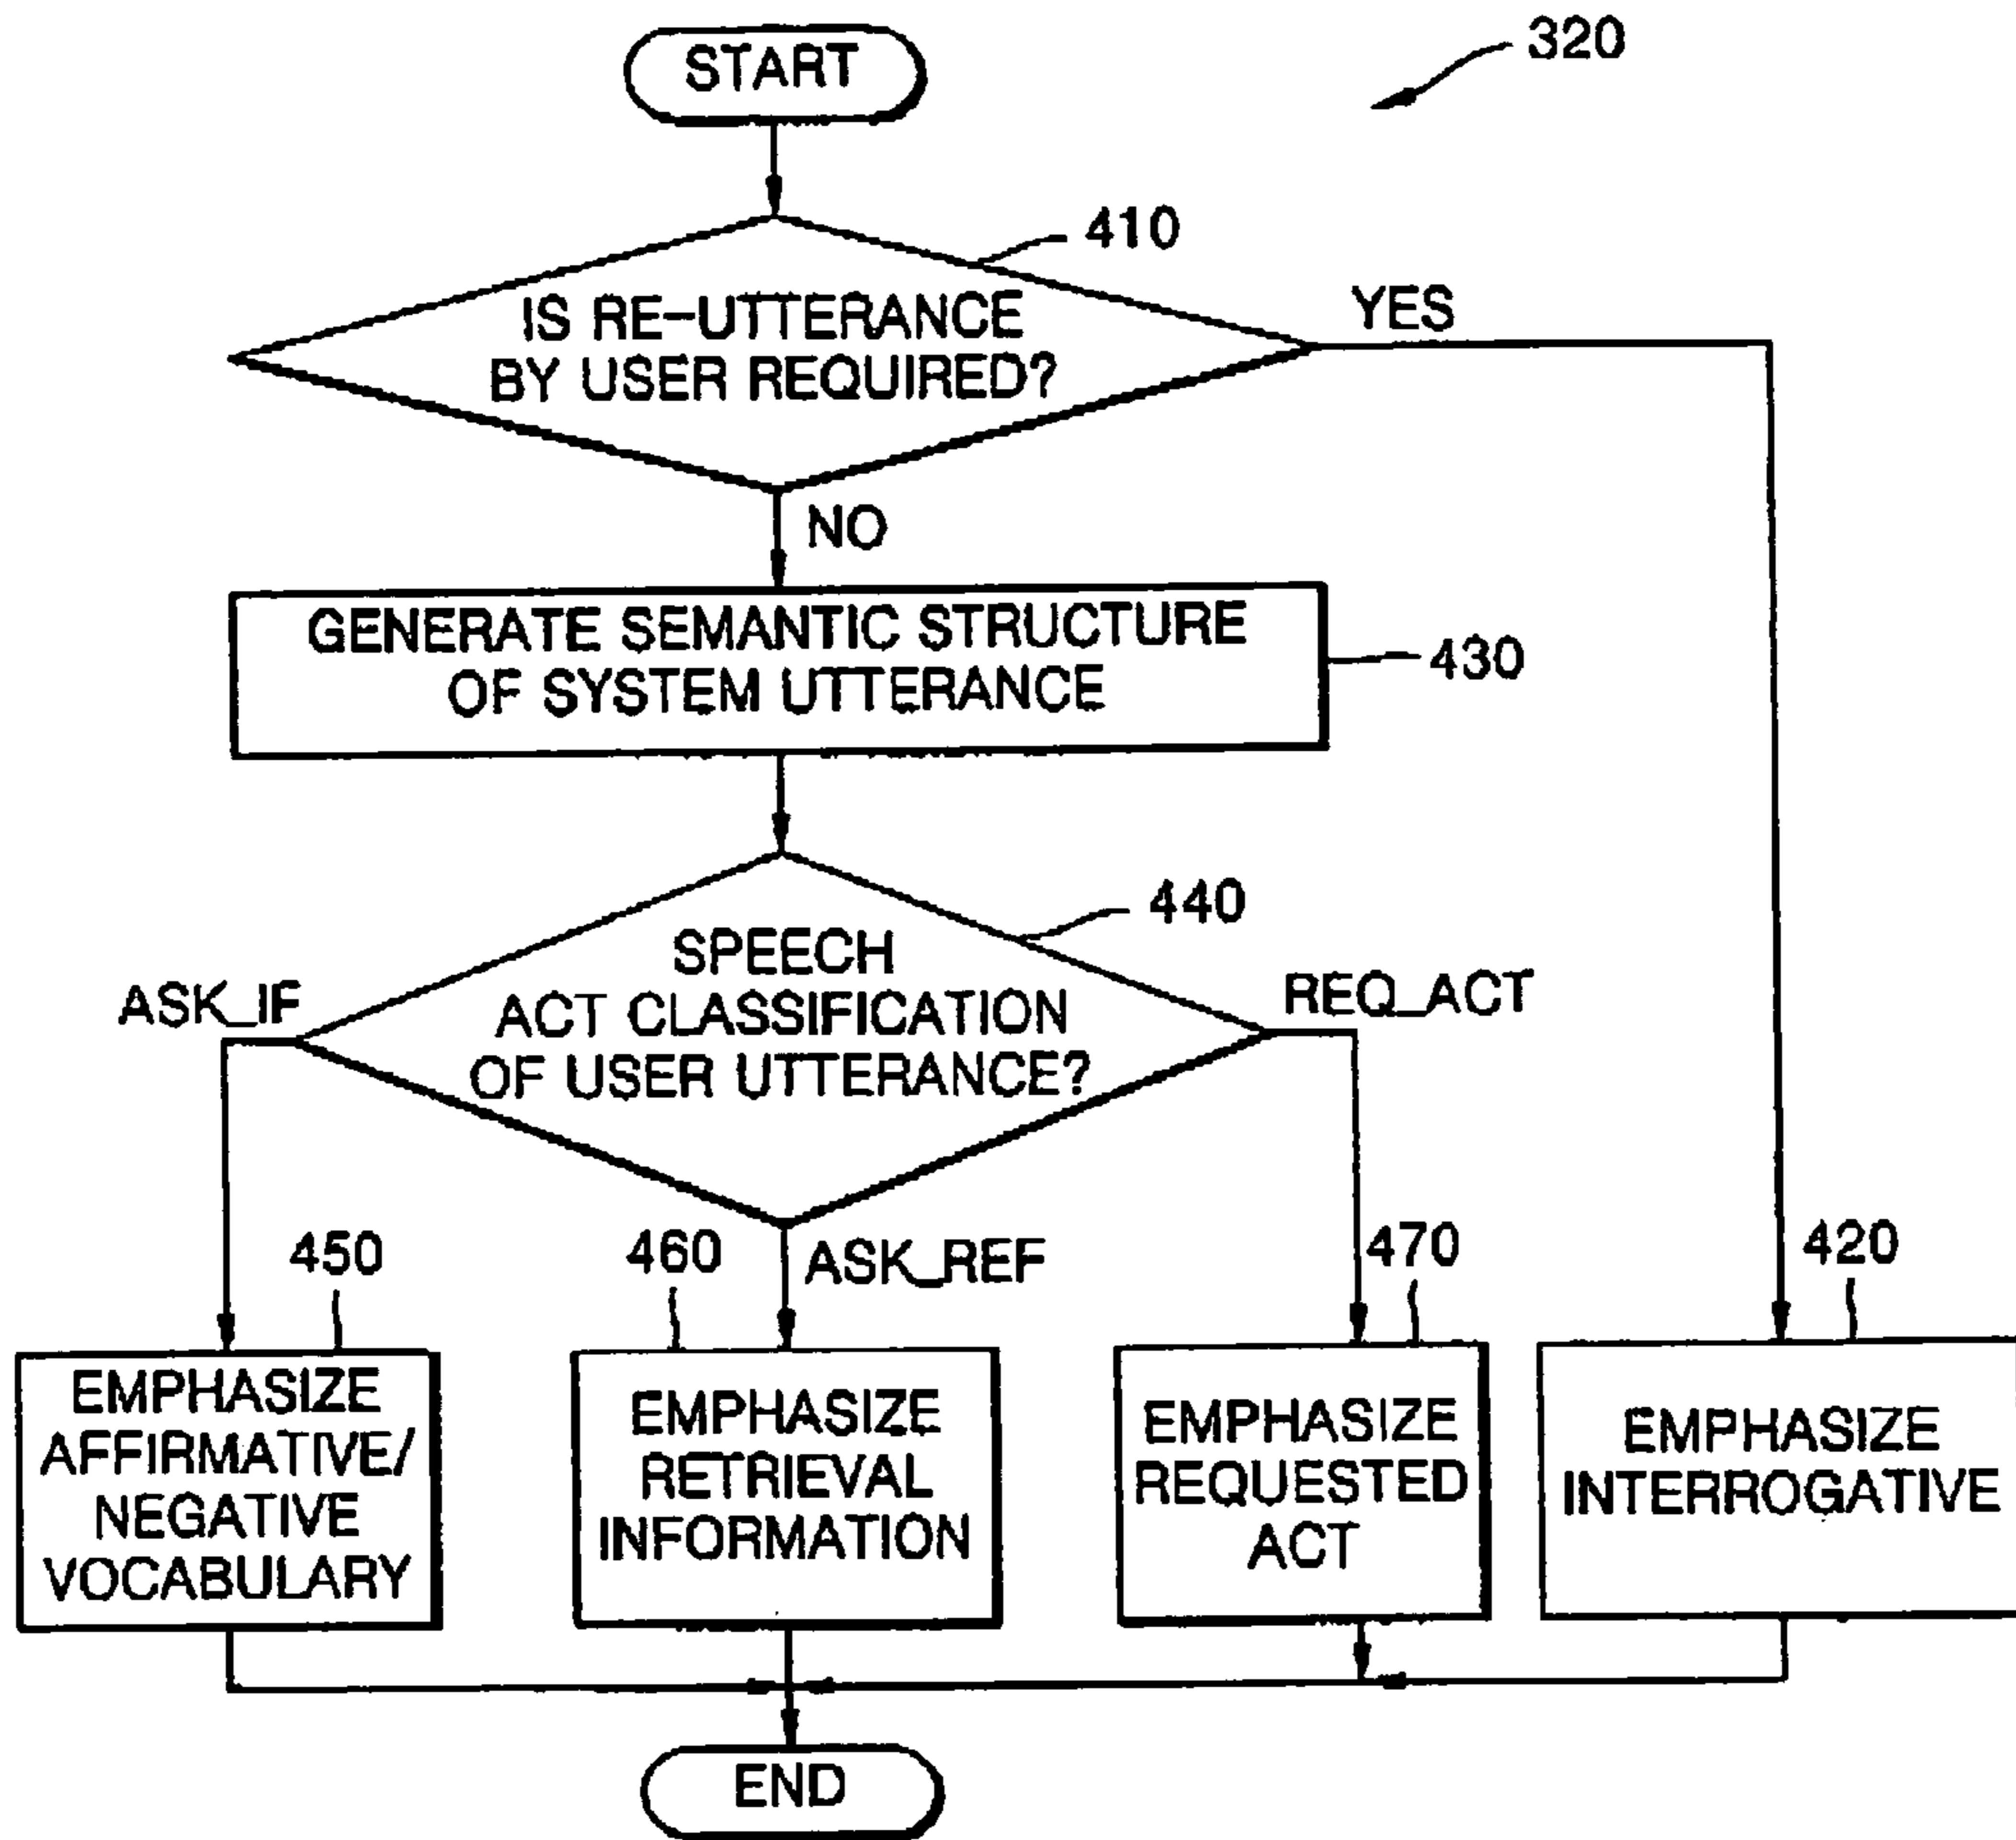 START
320
410
IS RE-UTTERANCE
BY USER REQUIRED?
YES
NO
GENERATE SEMANTIC STRUCTURE
OF SYSTEM UTTERANCE
430
440
SPEECH
ACT CLASSIFICATION
OF USER UTTERANCE?
ASK_IF
REQ_ACT
ASK_REF
450
460
470
420
EMPHASIZE
AFFIRMATIVE/
NEGATIVE
VOCABULARY
EMPHASIZE
RETRIEVAL
INFORMATION
EMPHASIZE
REQUESTED
ACT
EMPHASIZE
INTERROGATIVE
END